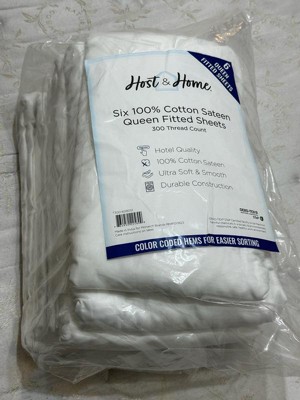 6
QUEEN
FITTED SHEETS
Host & Home
Six 100% Cotton Sateen
Queen Fitted Sheets
300 Thread Count
Hotel Quality
100% Cotton Sateen
Ultra Soft & Smooth
Durable Construction
COLOR CODED HEMS FOR EASIER SORTING